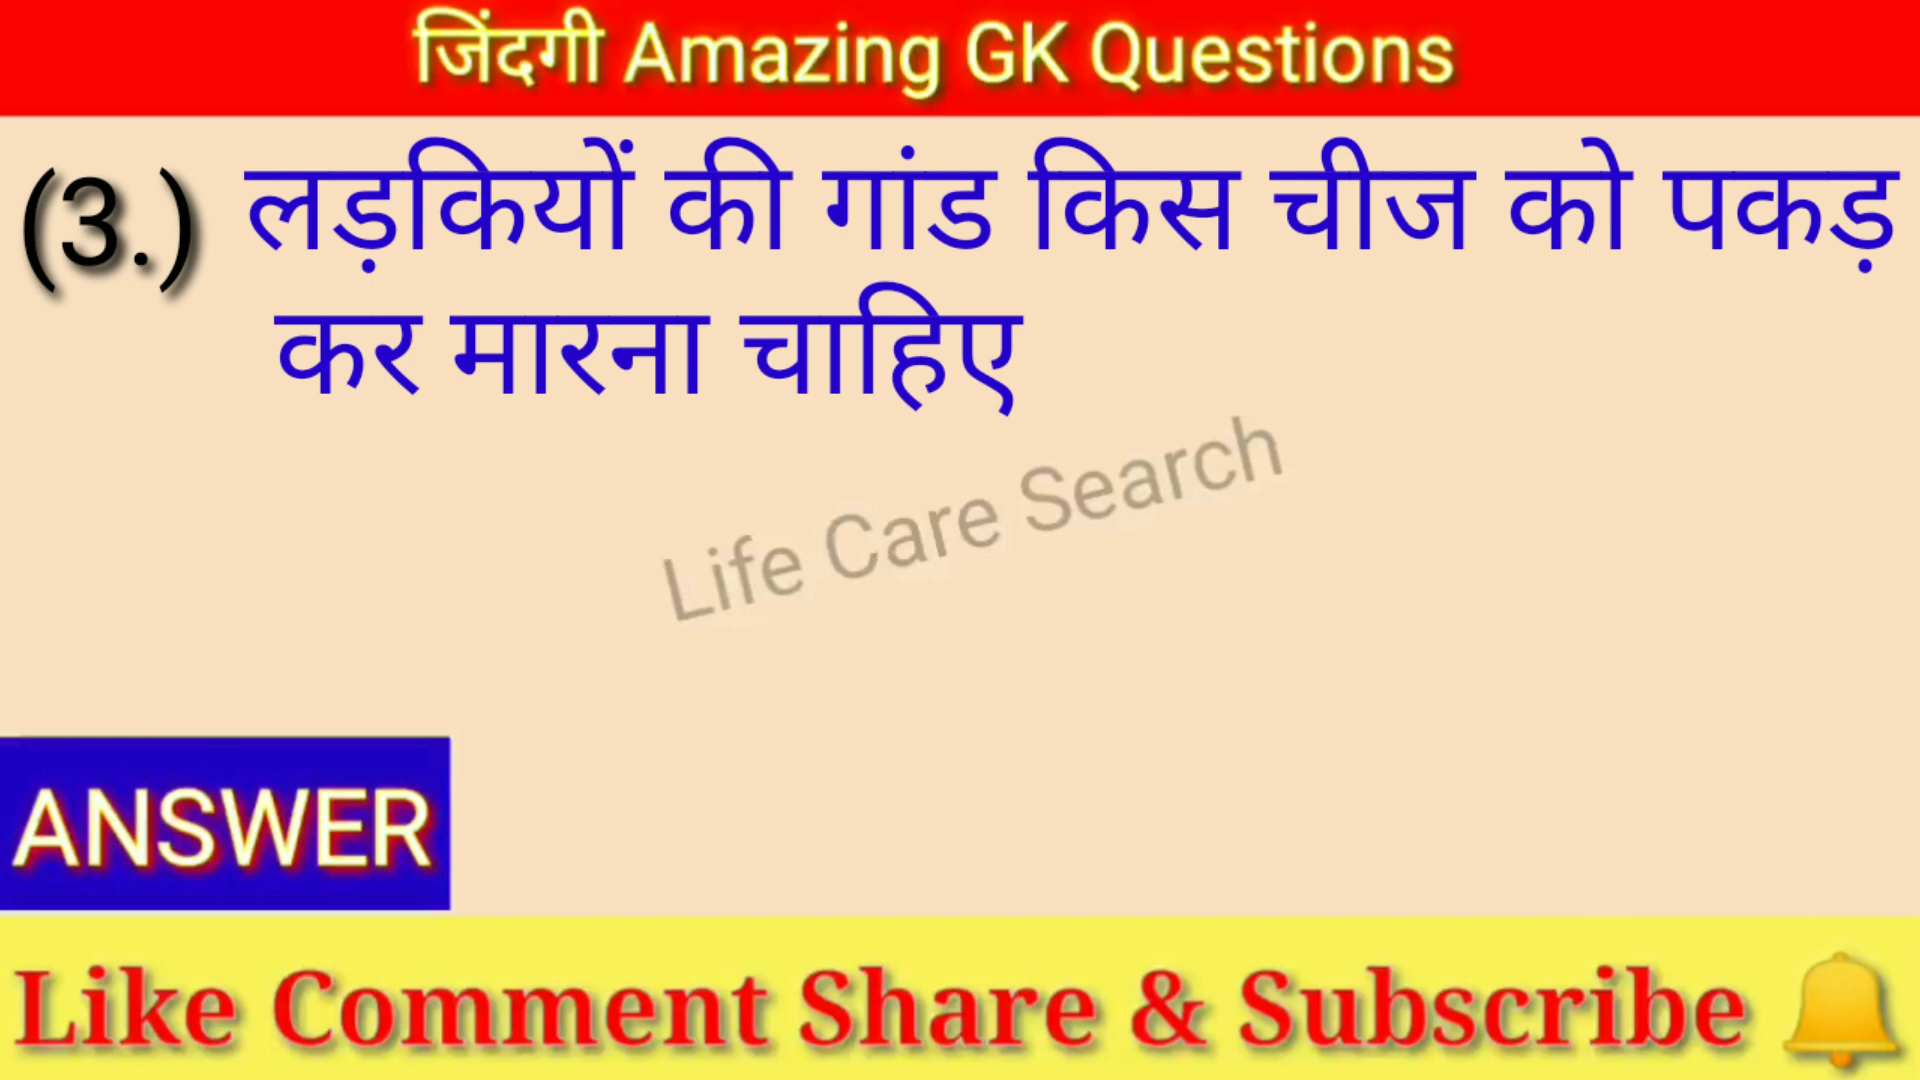 जिंदगी Amazing GK Questions
(3.) लड़कियों की गांड किस चीज को पकड़
कर मारना चाहिए
Life Care Search
ANSWER
Like Comment Share & Subscribe